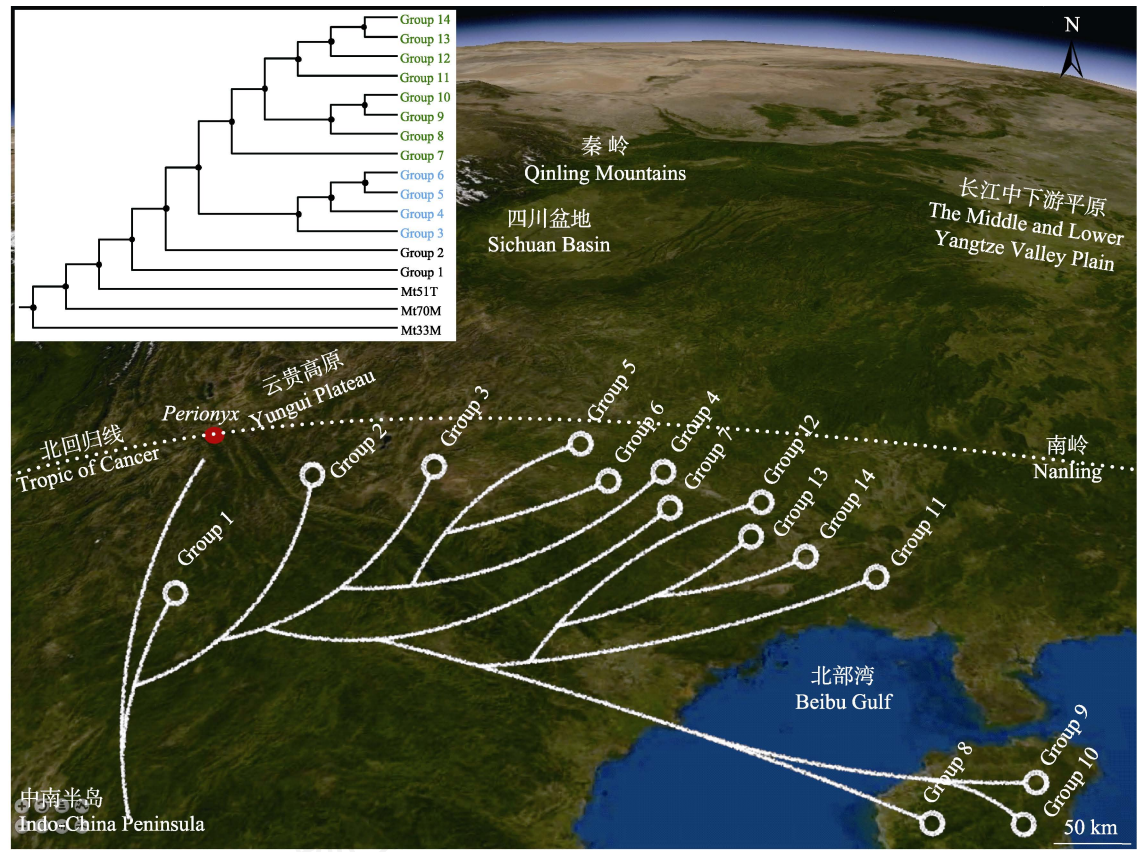 Group 14
Group 13
Group 12
Group 11
Group 10
Group 9
Group 8
Group 7
Group 6
Group 5
Group 4
Group 3
Group 2
Group 1
Mt51T
Mt70M
Mt33M
N
秦 岭
Qinling Mountains
四川盆地
Sichuan Basin
长江中下游平原
The Middle and Lower
Yangtze Valley Plain
云贵高原
Yungui Plateau
Perionyx
北回归线
Tropic of Cancer
南岭
Nanling
Group 1
Group 2
Group 3
Group 5
Group 6
Group 4
Group 7
Group 12
Group 13
Group 14
Group 11
北部湾
Beibu Gulf
Group 8
Group 9
Group 10
中南半岛
Indo-China Peninsula
50 km